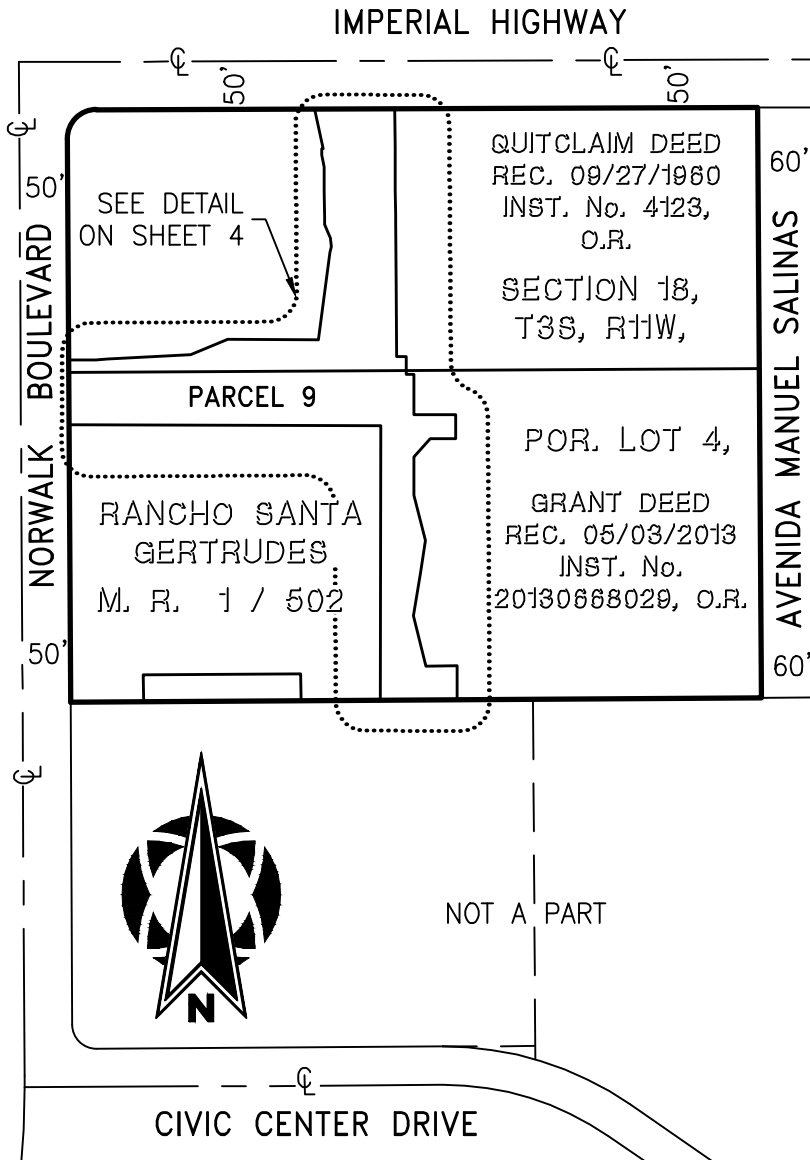 IMPERIAL HIGHWAY
℄
℄
50'
50'
℄
QUITCLAIM DEED
REC. 09/27/1960
INST. No. 4123,
O.R.
60'
50'
SEE DETAIL
ON SHEET 4
SECTION 18,
T3S, R11W,
NORWALK BOULEVARD
AVENIDA MANUEL SALINAS
PARCEL 9
POR. LOT 4,
RANCHO SANTA
GERTRUDES
M. R. 1 / 502
GRANT DEED
REC. 05/03/2013
INST. No.
20130668029, O.R.
50'
60'
℄
NOT A PART
N
℄
CIVIC CENTER DRIVE